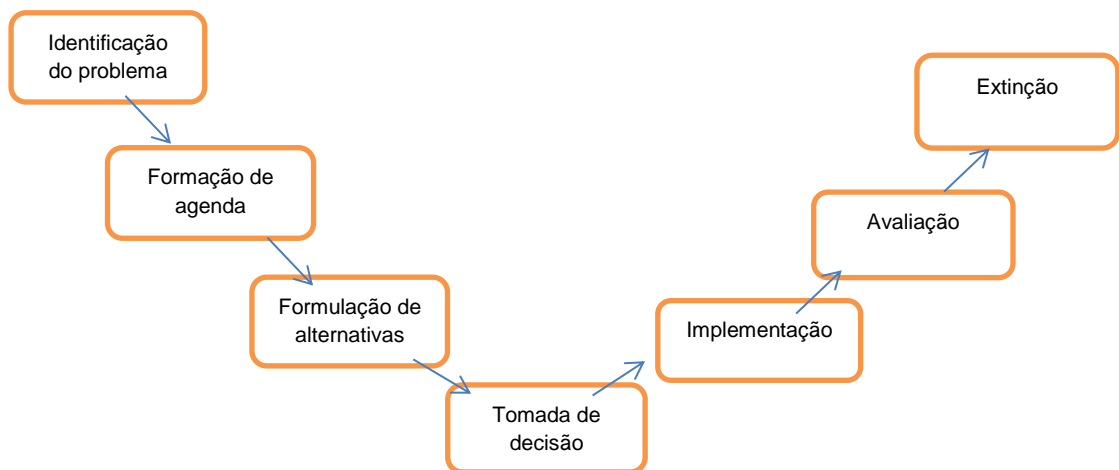 Identificação
do problema
Formação de
agenda
Formulação de
alternativas
Tomada de
decisão
Implementação
Avaliação
Extinção